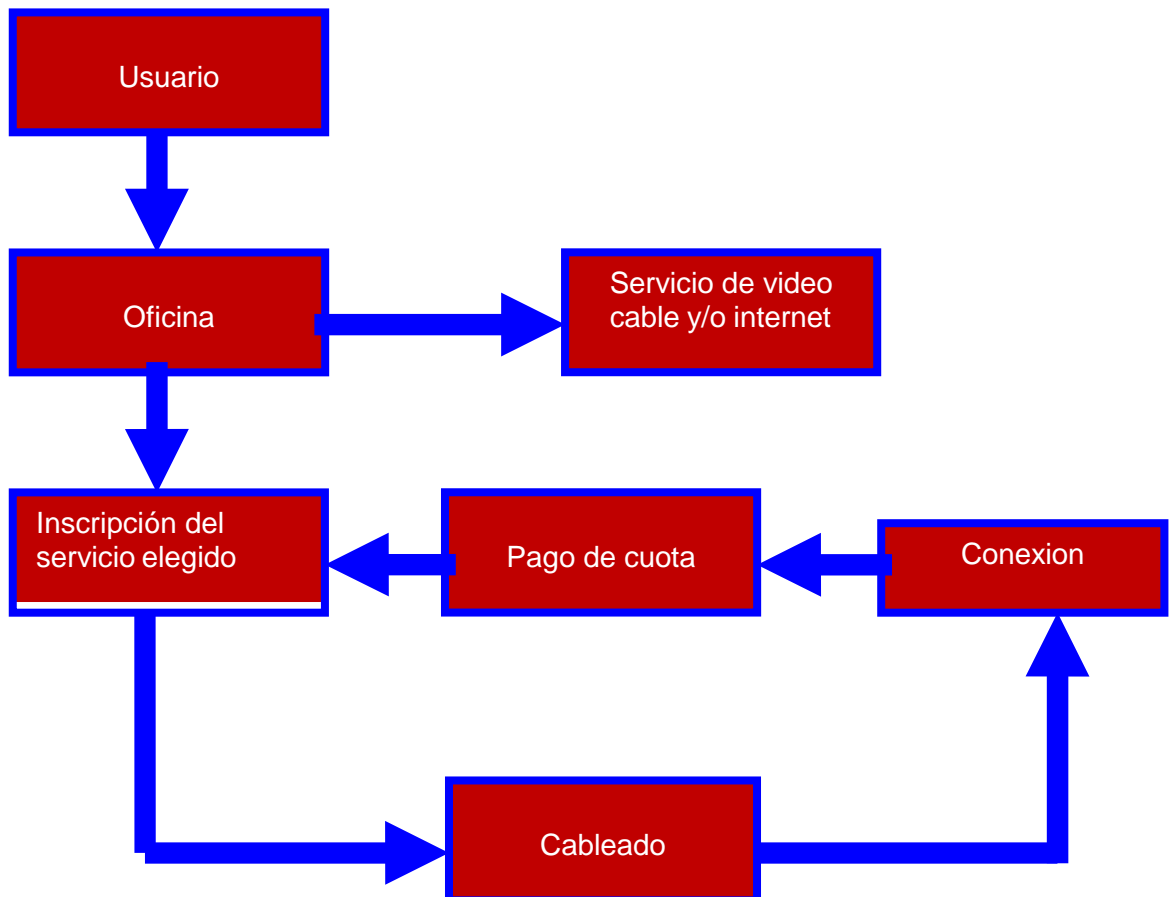 Usuario
Oficina
Servicio de video
cable y/o internet
Inscripción del
servicio elegido
Pago de cuota
Conexion
Cableado